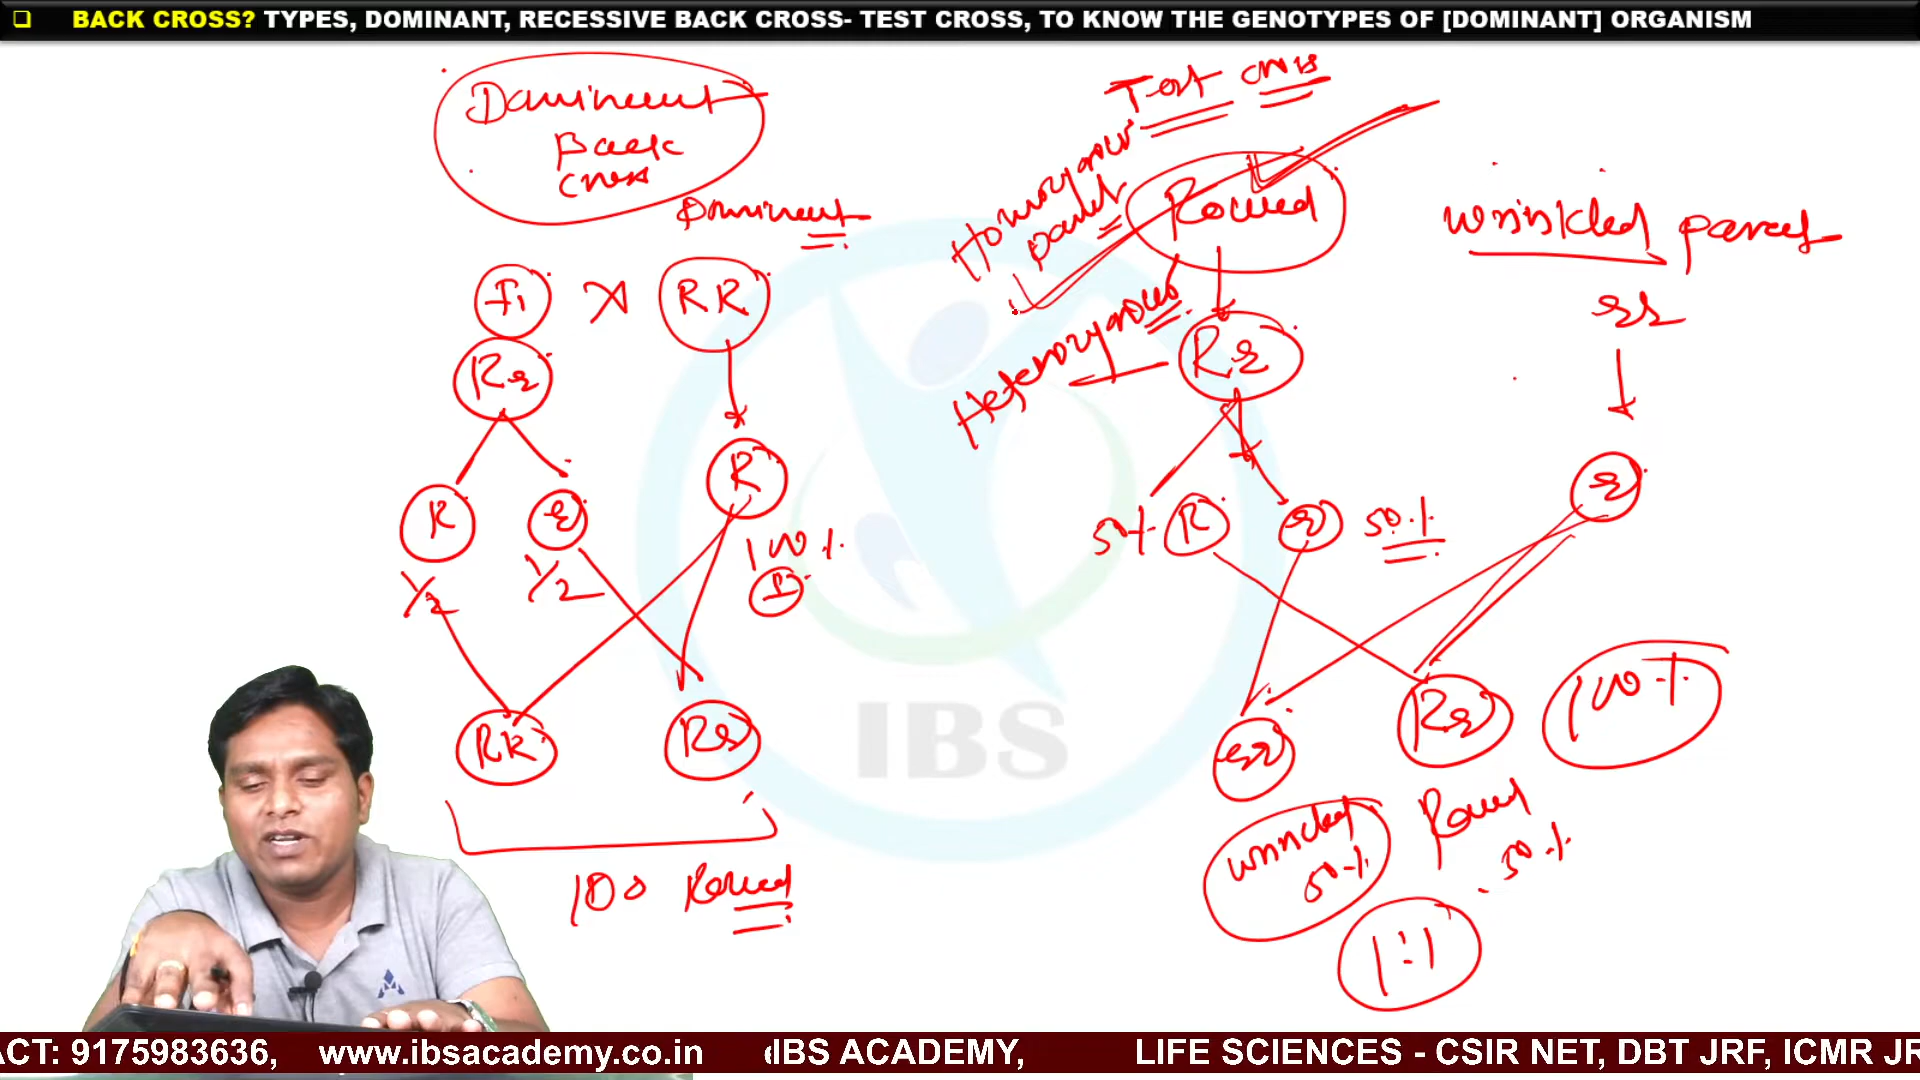 BACK CROSS? TYPES, DOMINANT, RECESSIVE BACK CROSS- TEST CROSS, TO KNOW THE GENOTYPES OF [DOMINANT] ORGANISM
Dominant
Back
cross
Dominant
F1 X RR
Rr
R r R
1/2 1/2 100%
RR Rr
100 Round
Test cross
Homozygous
parent
Round
wrinkled parent
Heterozygous
Rr
rr
50% R r 50%
r
rr Rr 100%
wrinkled
50%
Round
50%
1:1
IBS
ACT: 9175983636, www.ibsacademy.co.in IBS ACADEMY, LIFE SCIENCES - CSIR NET, DBT JRF, ICMR JR